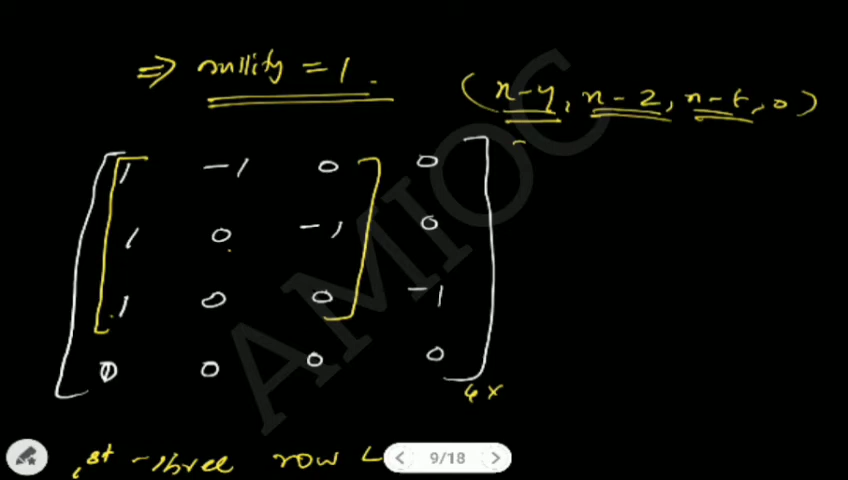 ⇒ nullity = 1.
(x-y, x-z, x-t, 0)
1 -1 0 0
1 0 -1 0
1 0 0 -1
0 0 0 0
4×
1st three row
9/18
AMIOC